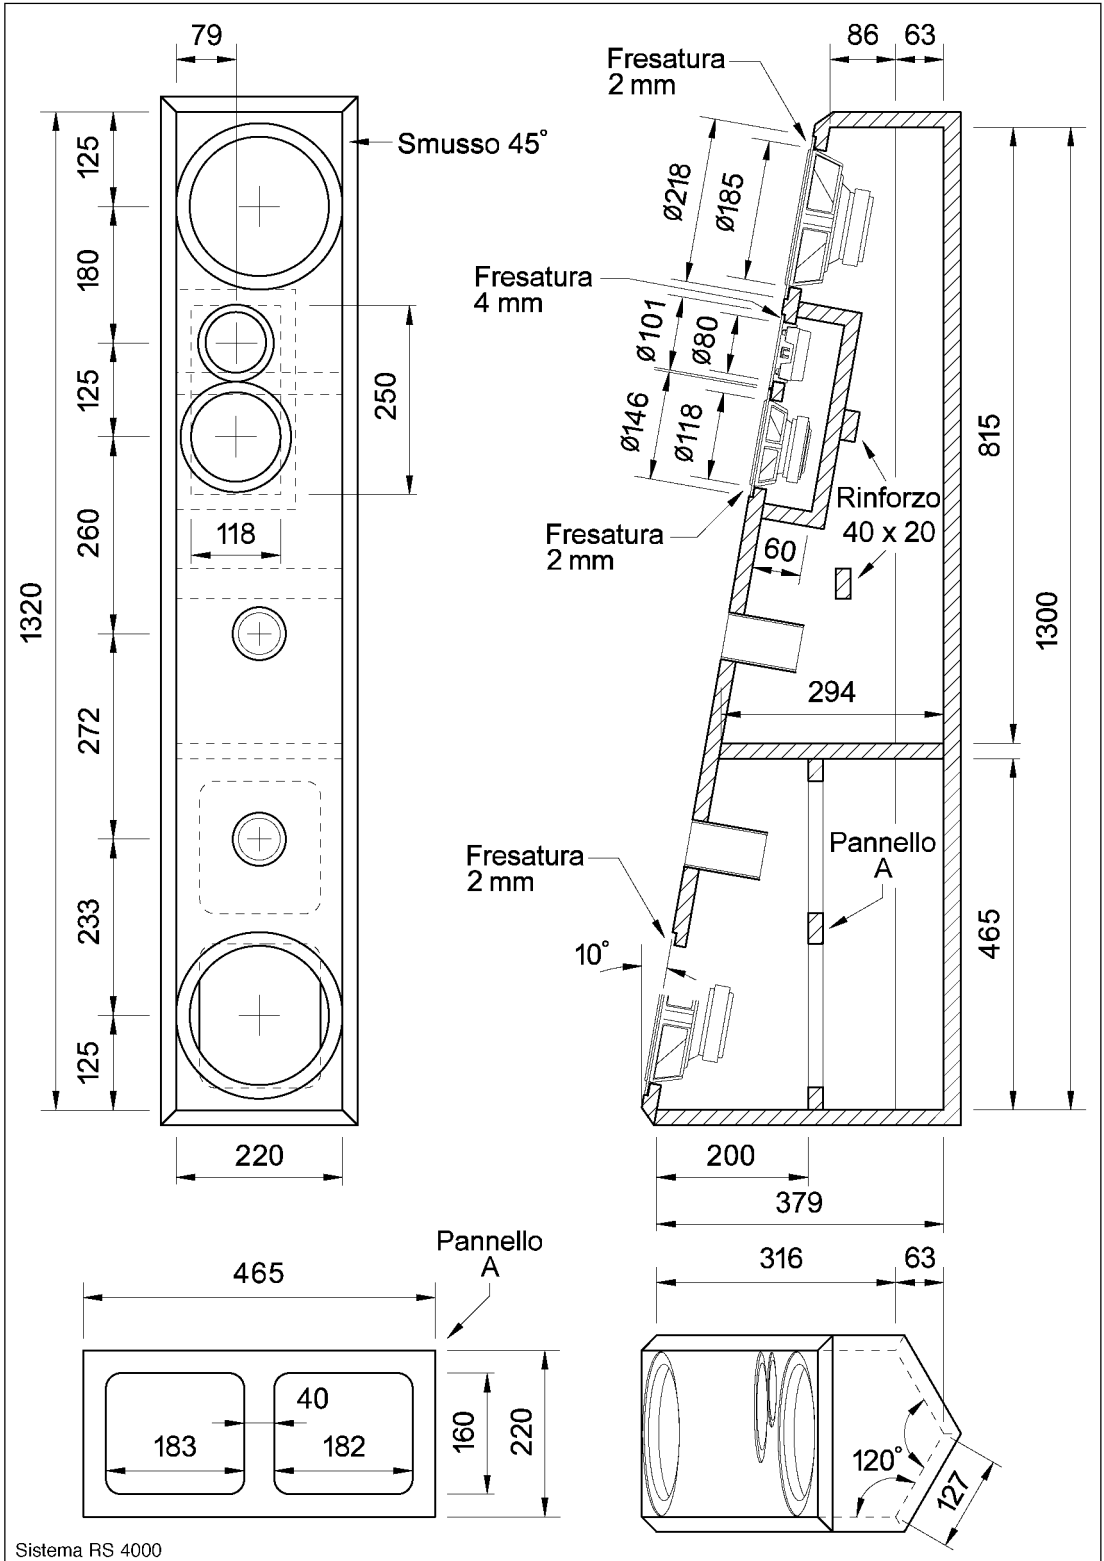 79
86
63
Fresatura
2 mm
Smusso 45°
125
Ø218
Ø185
180
Fresatura
4 mm
Ø101
Ø80
125
250
Ø146
Ø118
815
Rinforzo
40 x 20
260
118
Fresatura
2 mm
60
1320
1300
294
272
Pannello
A
Fresatura
2 mm
233
465
10°
125
220
200
379
Pannello
A
465
316
63
40
183
182
160
220
120°
127
Sistema RS 4000